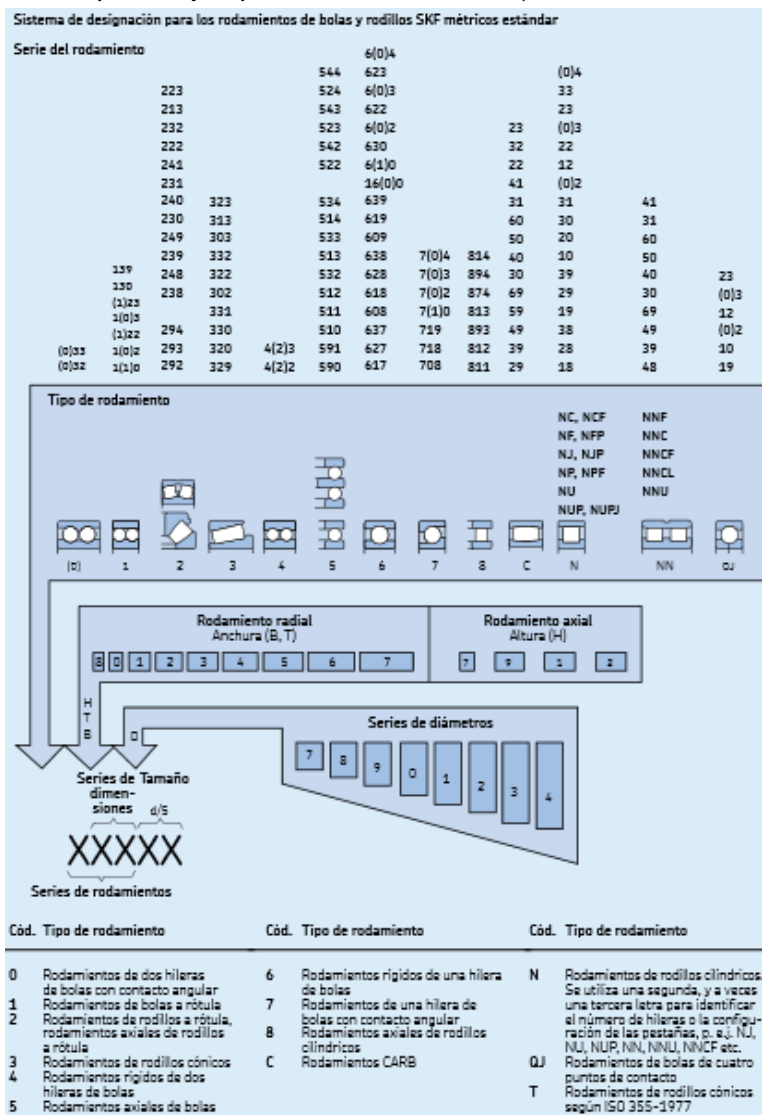 Sistema de designación para los rodamientos de bolas y rodillos SKF métricos estándar
Serie del rodamiento
6(0)4
544 623 (0)4
223 524 6(0)3 33
213 543 622 23
232 523 6(0)2 23 (0)3
222 542 630 32 22
241 522 6(1)0 22 12
231 16(0)0 41 (0)2
240 323 534 639 31 31 41
230 313 514 619 60 30 31
249 303 533 609 50 20 60
239 332 513 638 7(0)4 814 40 10 50
139 248 322 532 628 7(0)3 894 30 39 40 23
130 238 302 512 618 7(0)2 874 69 29 30 (0)3
(1)23 331 511 608 7(1)0 813 59 19 69 12
1(0)3
(1)22 294 330 510 637 719 893 49 38 49 (0)2
(0)33 1(0)2 293 320 4(2)3 591 627 718 812 39 28 39 10
(0)32 1(1)0 292 329 4(2)2 590 617 708 811 29 18 48 19
Tipo de rodamiento
NC, NCF NNF
NF, NFP NNC
NJ, NJP NNCF
NP, NPF NNCL
NU NNU
NUP, NUPJ
(0) 1 2 3 4 5 6 7 8 C N NN QJ
Rodamiento radial Rodamiento axial
Anchura (B, T) Altura (H)
8 0 1 2 3 4 5 6 7 7 9 1 2
H
T
B D
Series de diámetros
7 8 9 0 1 2 3 4
Series de Tamaño
dimen-
siones d/5
XXXXX
Series de rodamientos
Cód. Tipo de rodamiento
0 Rodamientos de dos hileras
de bolas con contacto angular
1 Rodamientos de bolas a rótula
2 Rodamientos de rodillos a rótula,
rodamientos axiales de rodillos
a rótula
3 Rodamientos de rodillos cónicos
4 Rodamientos rígidos de dos
hileras de bolas
5 Rodamientos axiales de bolas
Cód. Tipo de rodamiento
6 Rodamientos rígidos de una hilera
de bolas
7 Rodamientos de una hilera de
bolas con contacto angular
8 Rodamientos axiales de rodillos
cilíndricos
C Rodamientos CARB
Cód. Tipo de rodamiento
N Rodamientos de rodillos cilíndricos.
Se utiliza una segunda, y a veces
una tercera letra para identificar
el número de hileras o la configu-
ración de las pestañas, p. ej. NJ,
NU, NUP, NN, NNU, NNCF etc.
QJ Rodamientos de bolas de cuatro
puntos de contacto
T Rodamientos de rodillos cónicos
según ISO 355-1977